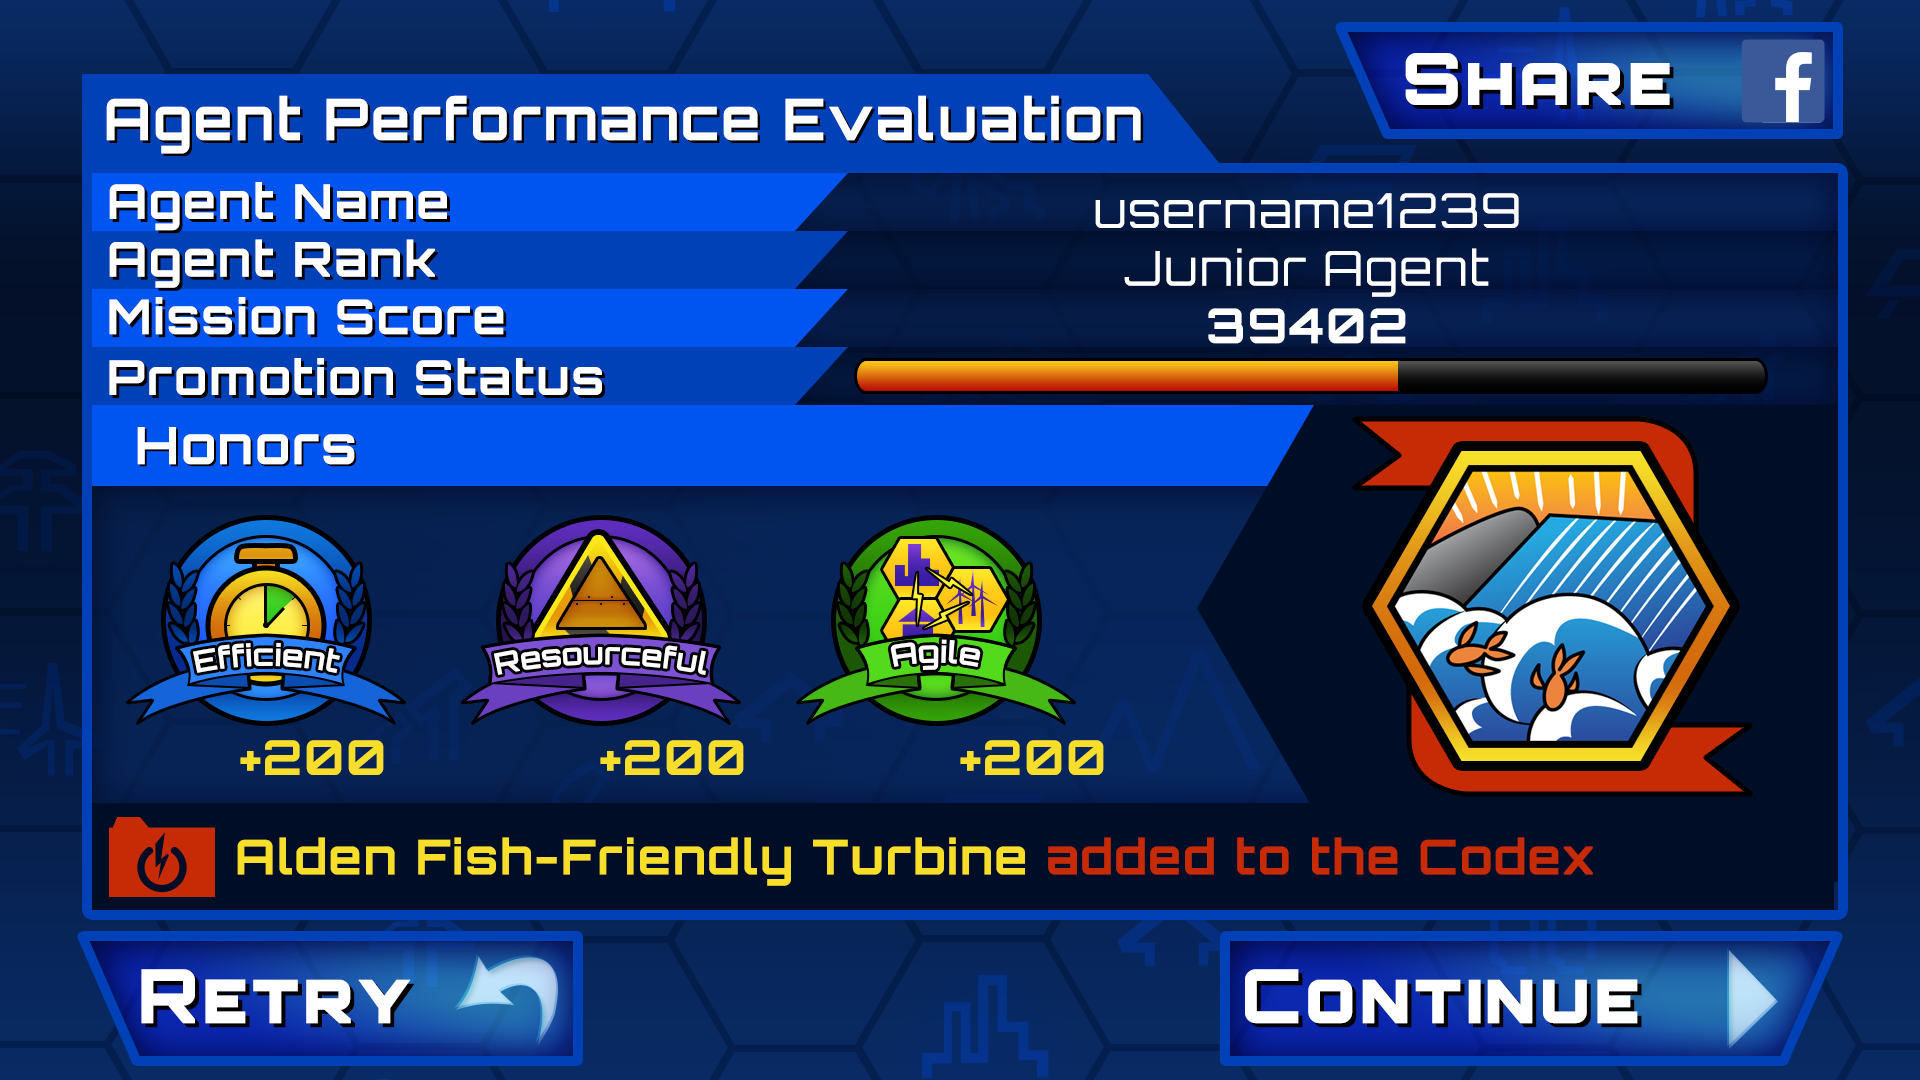 Share f
Agent Performance Evaluation
Agent Name username1239
Agent Rank Junior Agent
Mission Score 39402
Promotion Status
Honors
Efficient Resourceful Agile
+200 +200 +200
Alden Fish-Friendly Turbine added to the Codex
Retry Continue